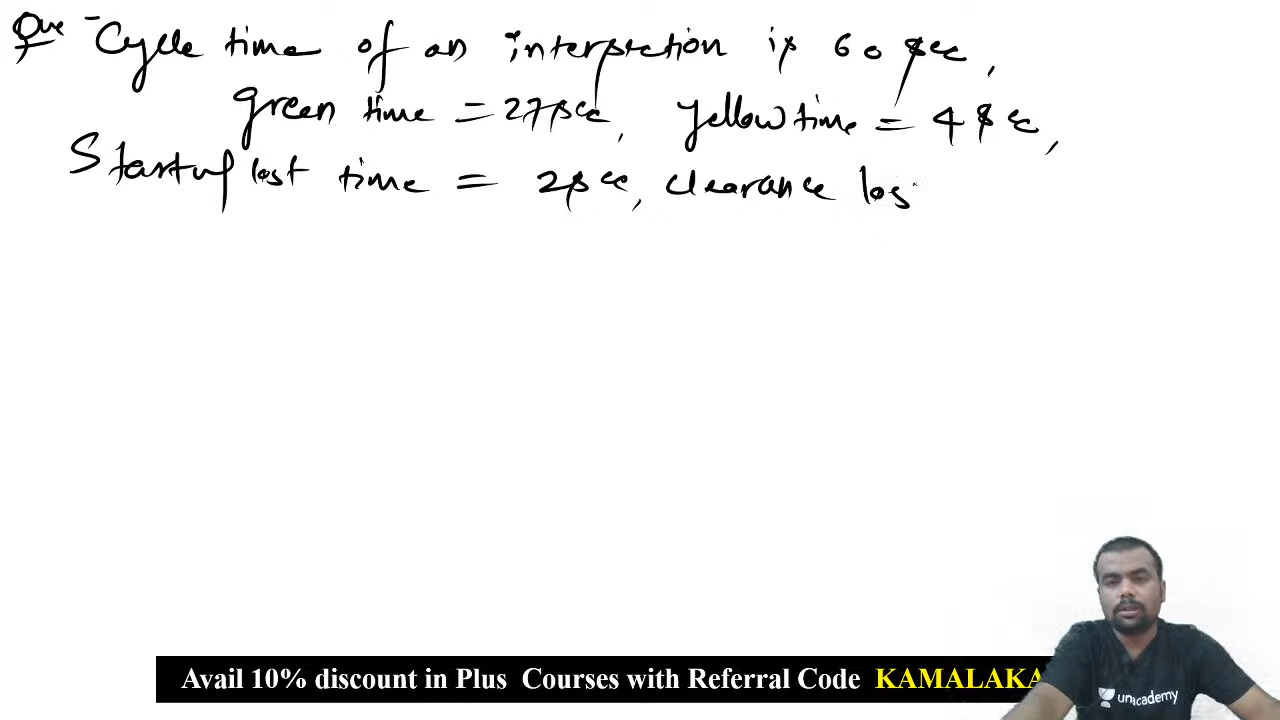 Que - Cycle time of an intersection is 60 sec,
green time = 27 sec, yellow time = 4 sec,
Startup lost time = 2 sec, clearance los
unacademy
Avail 10% discount in Plus Courses with Referral Code KAMALAKA